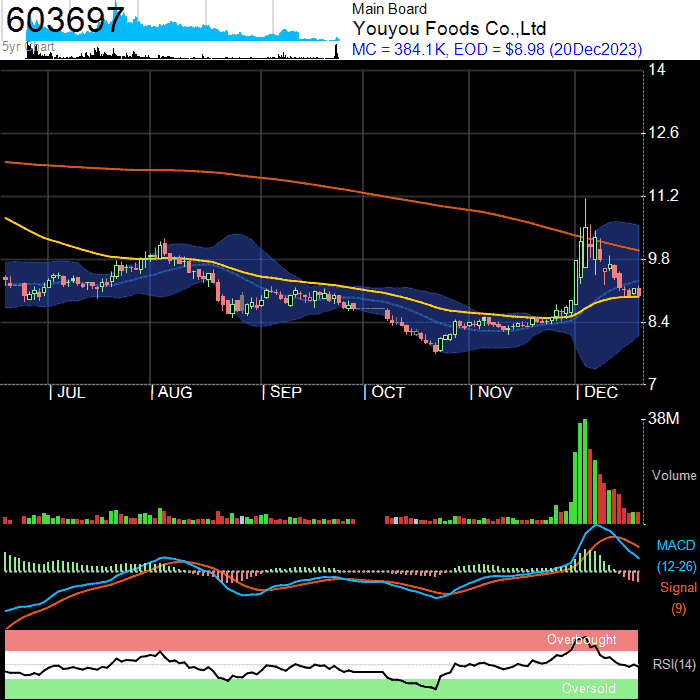 603697
5yr Chart
Main Board
Youyou Foods Co.,Ltd
MC = 384.1K, EOD = $8.98 (20Dec2023)
14
12.6
11.2
9.8
8.4
7
JUL AUG SEP OCT NOV DEC
38M
Volume
MACD
(12-26)
Signal
(9)
Overbought
RSI(14)
Oversold